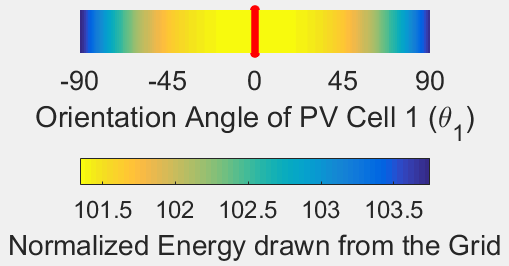 -90 -45 0 45 90
Orientation Angle of PV Cell 1 (θ₁)
101.5 102 102.5 103 103.5
Normalized Energy drawn from the Grid